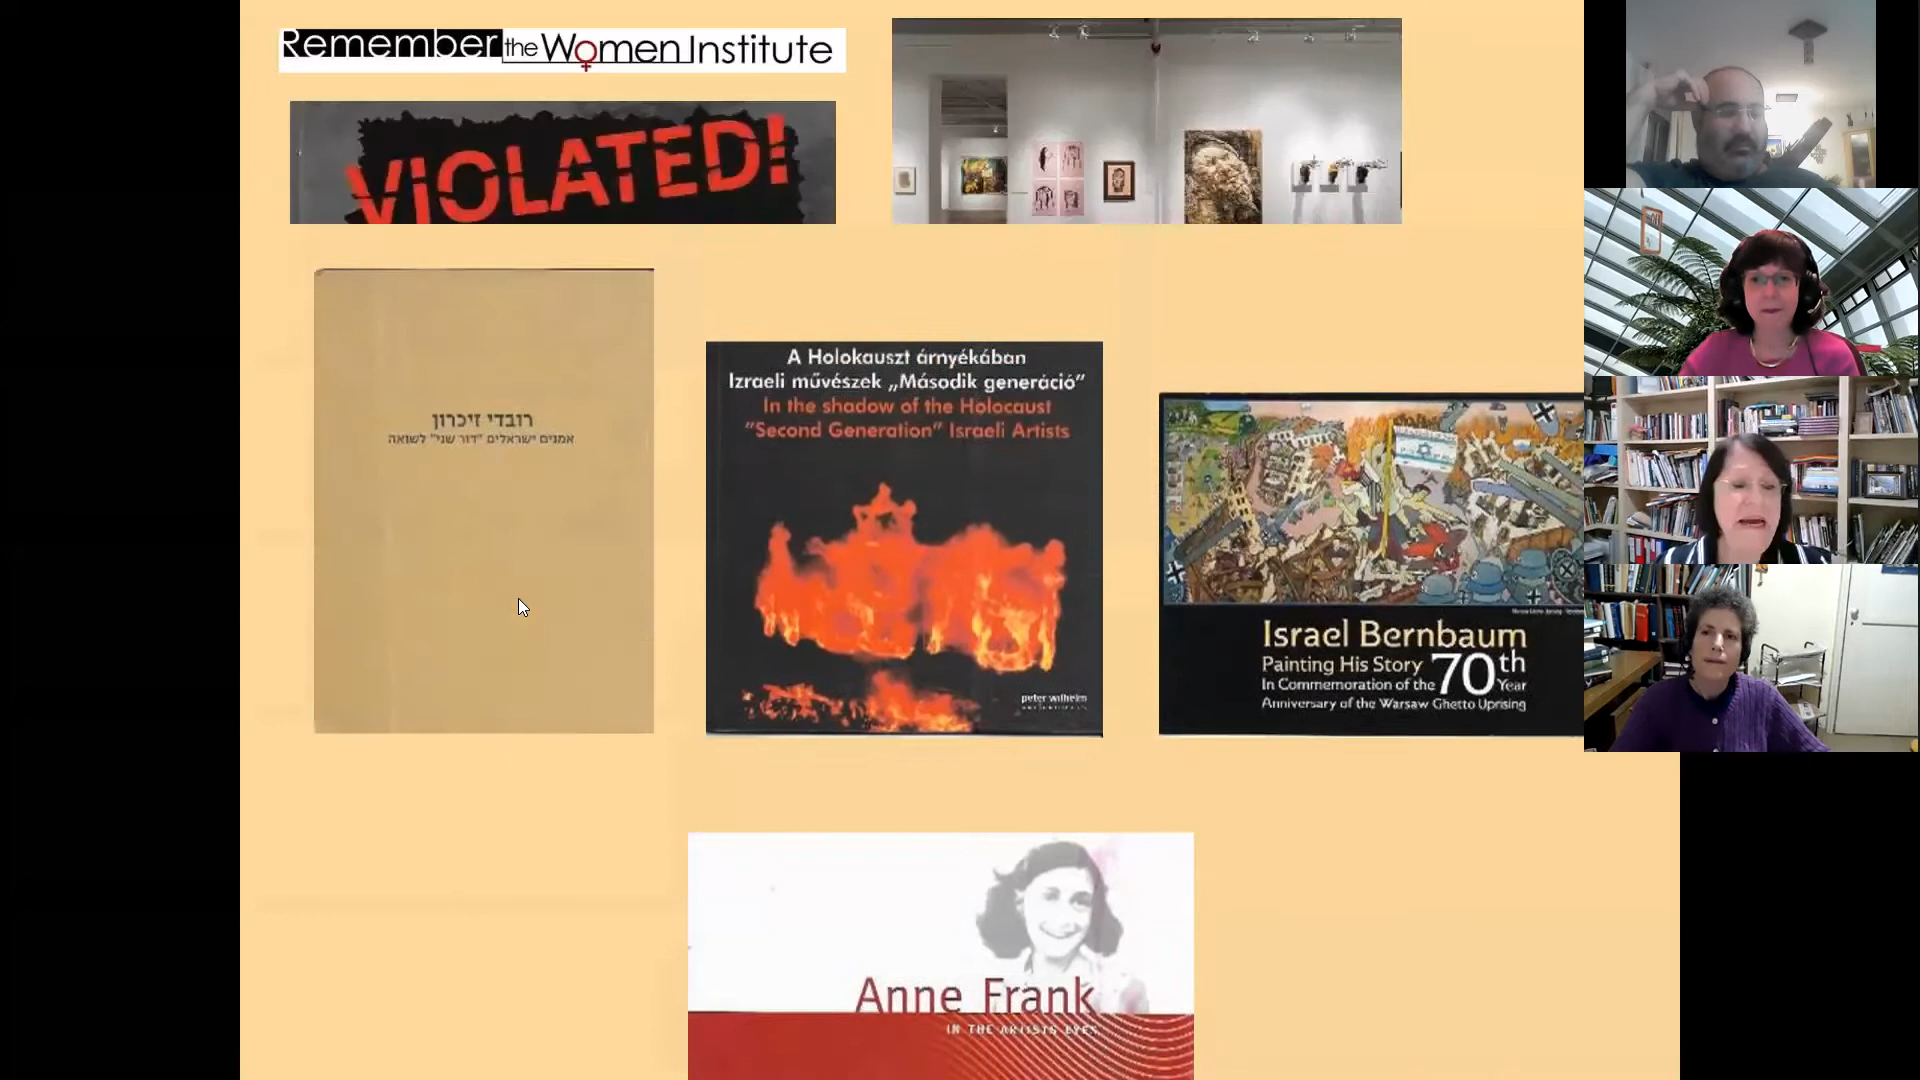 Remember the Women Institute
VIOLATED!
רובדי זיכרון
אמנים ישראלים "דור שני" לשואה
A Holokauszt árnyékában
Izraeli művészek „Második generáció”
In the shadow of the Holocaust
"Second Generation" Israeli Artists
peter wilhelm
Israel Bernbaum
Painting His Story 70th
In Commemoration of the Year
Anniversary of the Warsaw Ghetto Uprising
Anne Frank
IN THE ARTISTS EYES